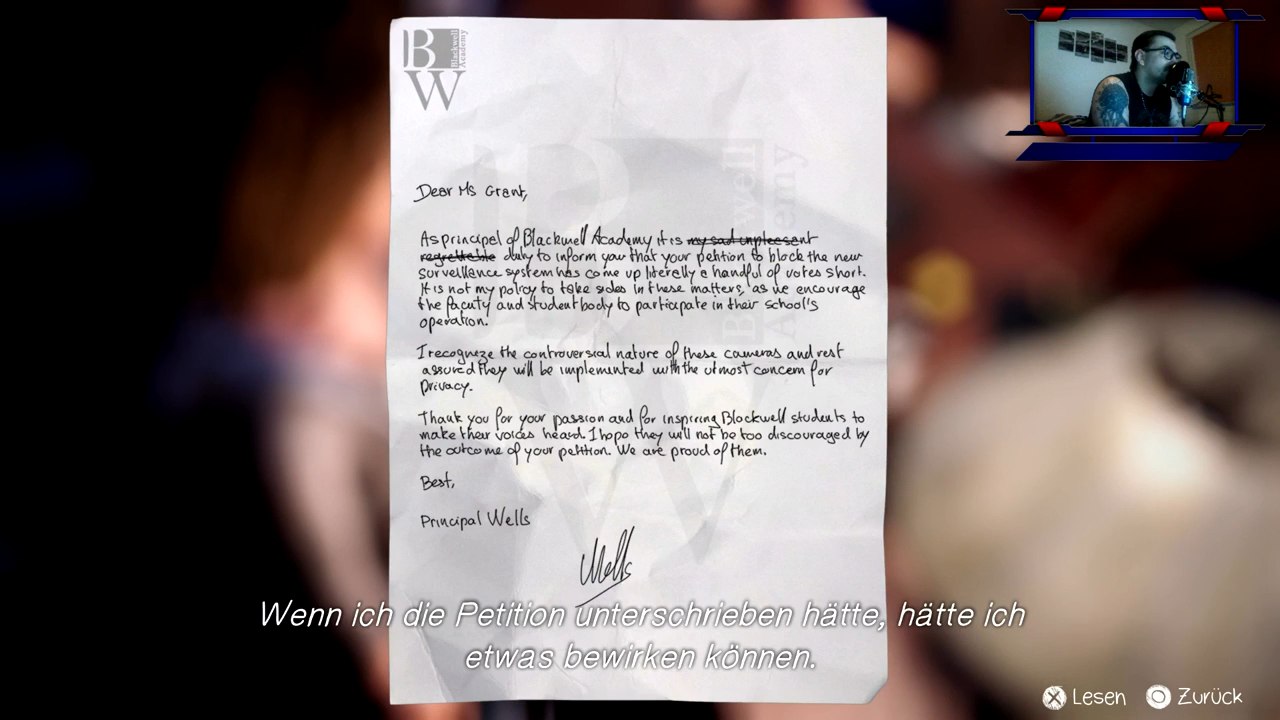 BW
Blackwell
Academy
Dear Ms Grant,
As principel of Blackwell Academy it is my sad unpleesent
regrettable duty to inform you that your petition to block the new
surveillance system has come up literally a handful of votes short.
It is not my policy to take sides in these matters, as we encourage
the facuty and student body to participate in their school's
operation.
I recogneze the controversial nature of these cameras and rest
assured they will be implemented with the utmost concern for
privacy.
Thank you for your passion and for inspiring Blackwell students to
make their voices heard. I hope they will not be too discouraged by
the outcome of your petition. We are proud of them.
Best,
Principal Wells
Wells
Wenn ich die Petition unterschrieben hätte, hätte ich
etwas bewirken können.
Lesen Zurück